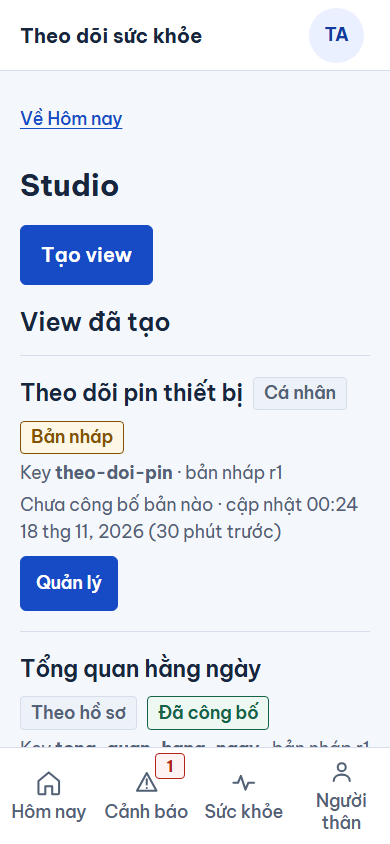 Theo dõi sức khỏe
TA
Về Hôm nay
Studio
Tạo view
View đã tạo
Theo dõi pin thiết bị
Cá nhân
Bản nháp
Key theo-doi-pin · bản nháp r1
Chưa công bố bản nào · cập nhật 00:24
18 thg 11, 2026 (30 phút trước)
Quản lý
Tổng quan hằng ngày
Theo hồ sơ
Đã công bố
1
Hôm nay
Cảnh báo
Sức khỏe
Người
thân